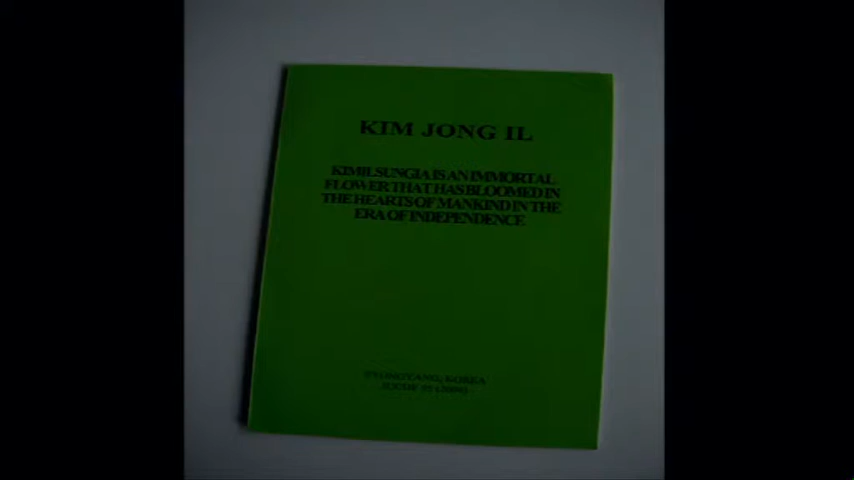 KIM JONG IL
KIMILSUNGIA IS AN IMMORTAL
FLOWER THAT HAS BLOOMED IN
THE HEARTS OF MANKIND IN THE
ERA OF INDEPENDENCE
PYONGYANG, KOREA
JUCHE